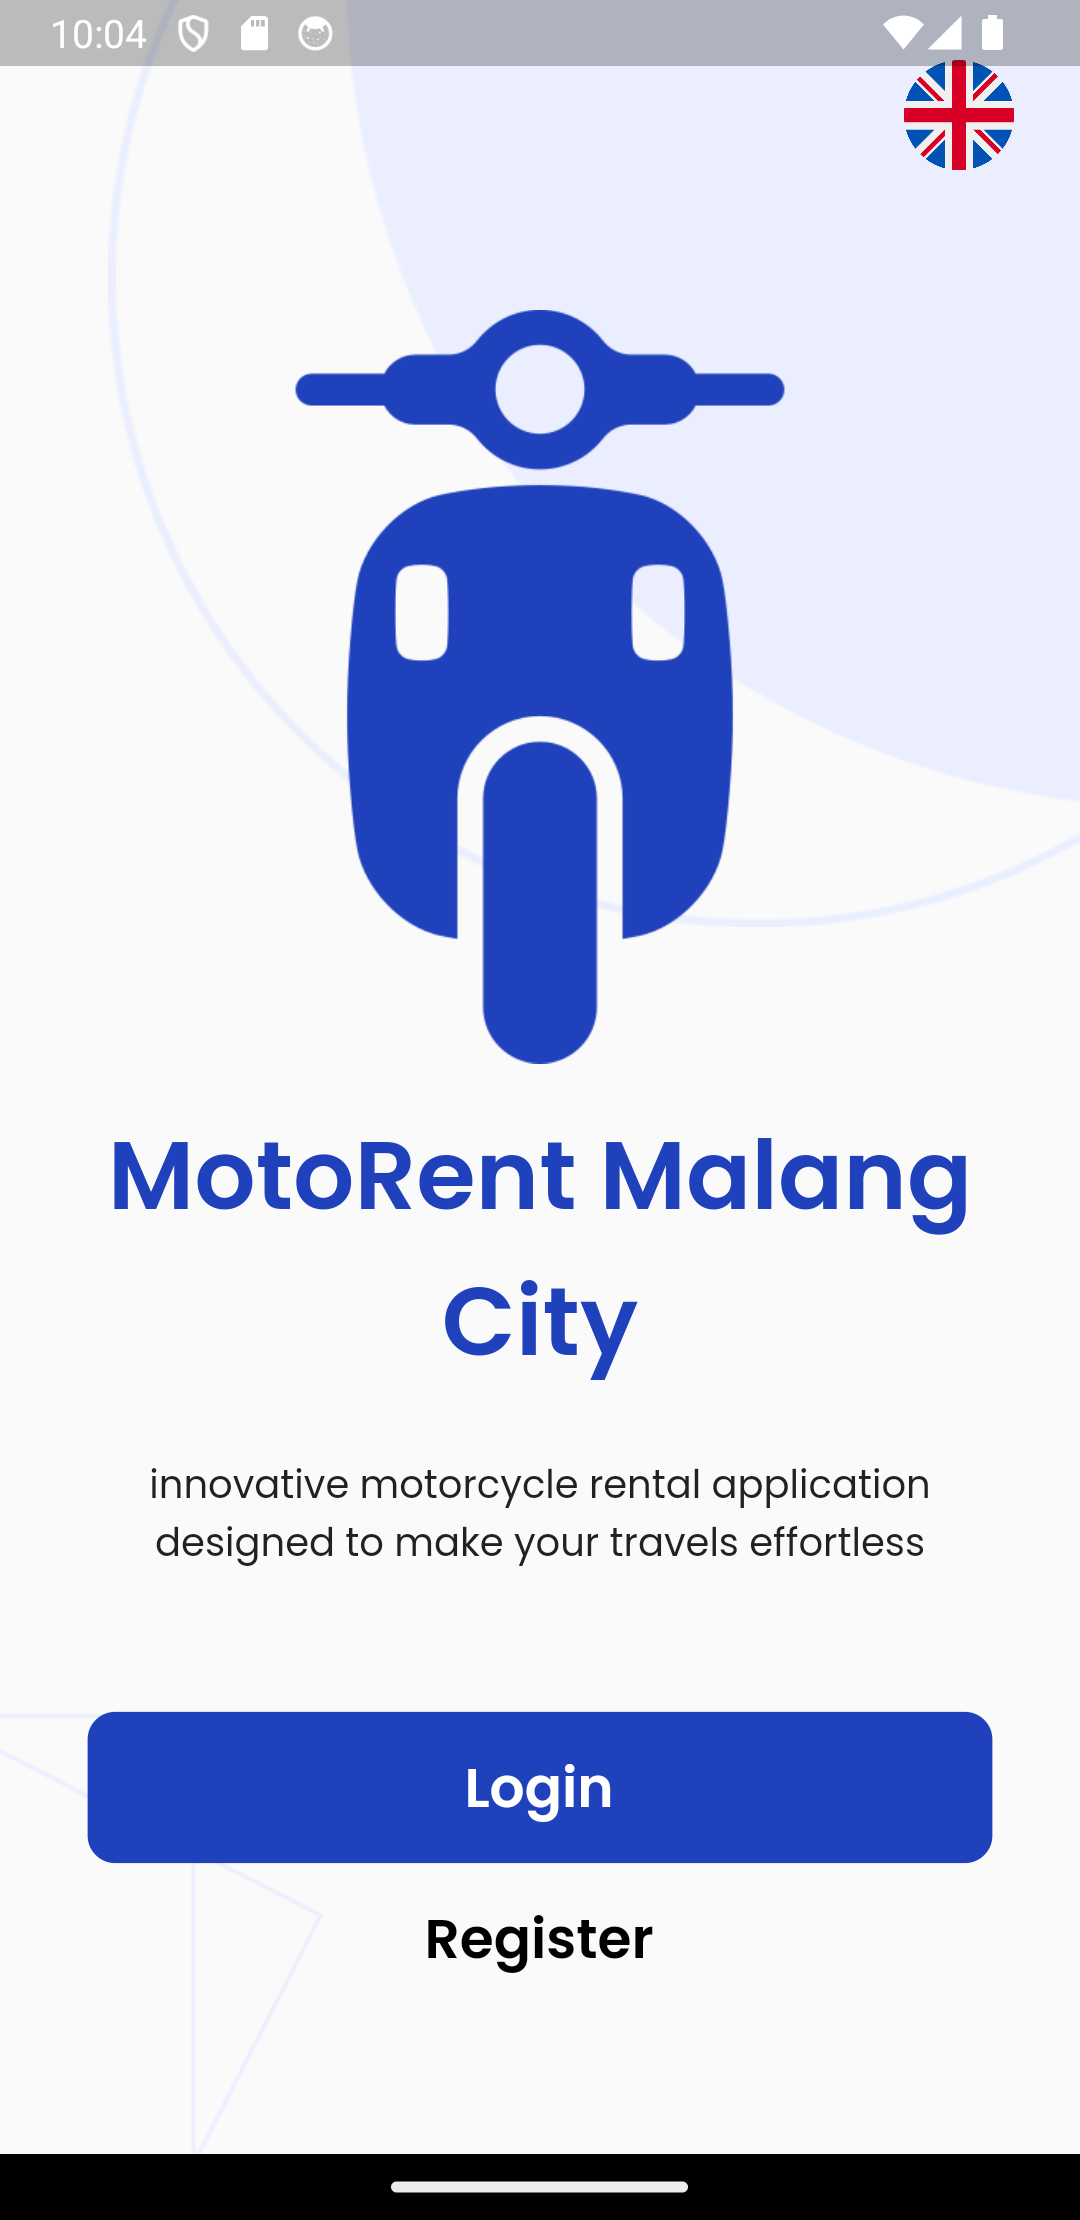 10:04
MotoRent Malang
City
innovative motorcycle rental application
designed to make your travels effortless
Login
Register